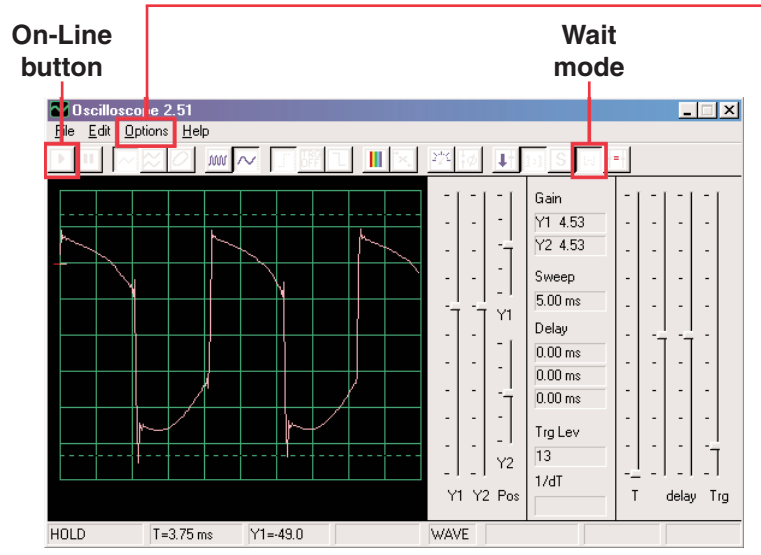 On-Line
button
Wait
mode
Oscilloscope 2.51
File Edit Options Help
Gain
Y1 4.53
Y2 4.53
Sweep
5.00 ms
Y1
Delay
0.00 ms
0.00 ms
0.00 ms
Trg Lev
13
Y2
1/dT
Y1 Y2 Pos
T delay Trg
HOLD T=3.75 ms Y1=-49.0 WAVE